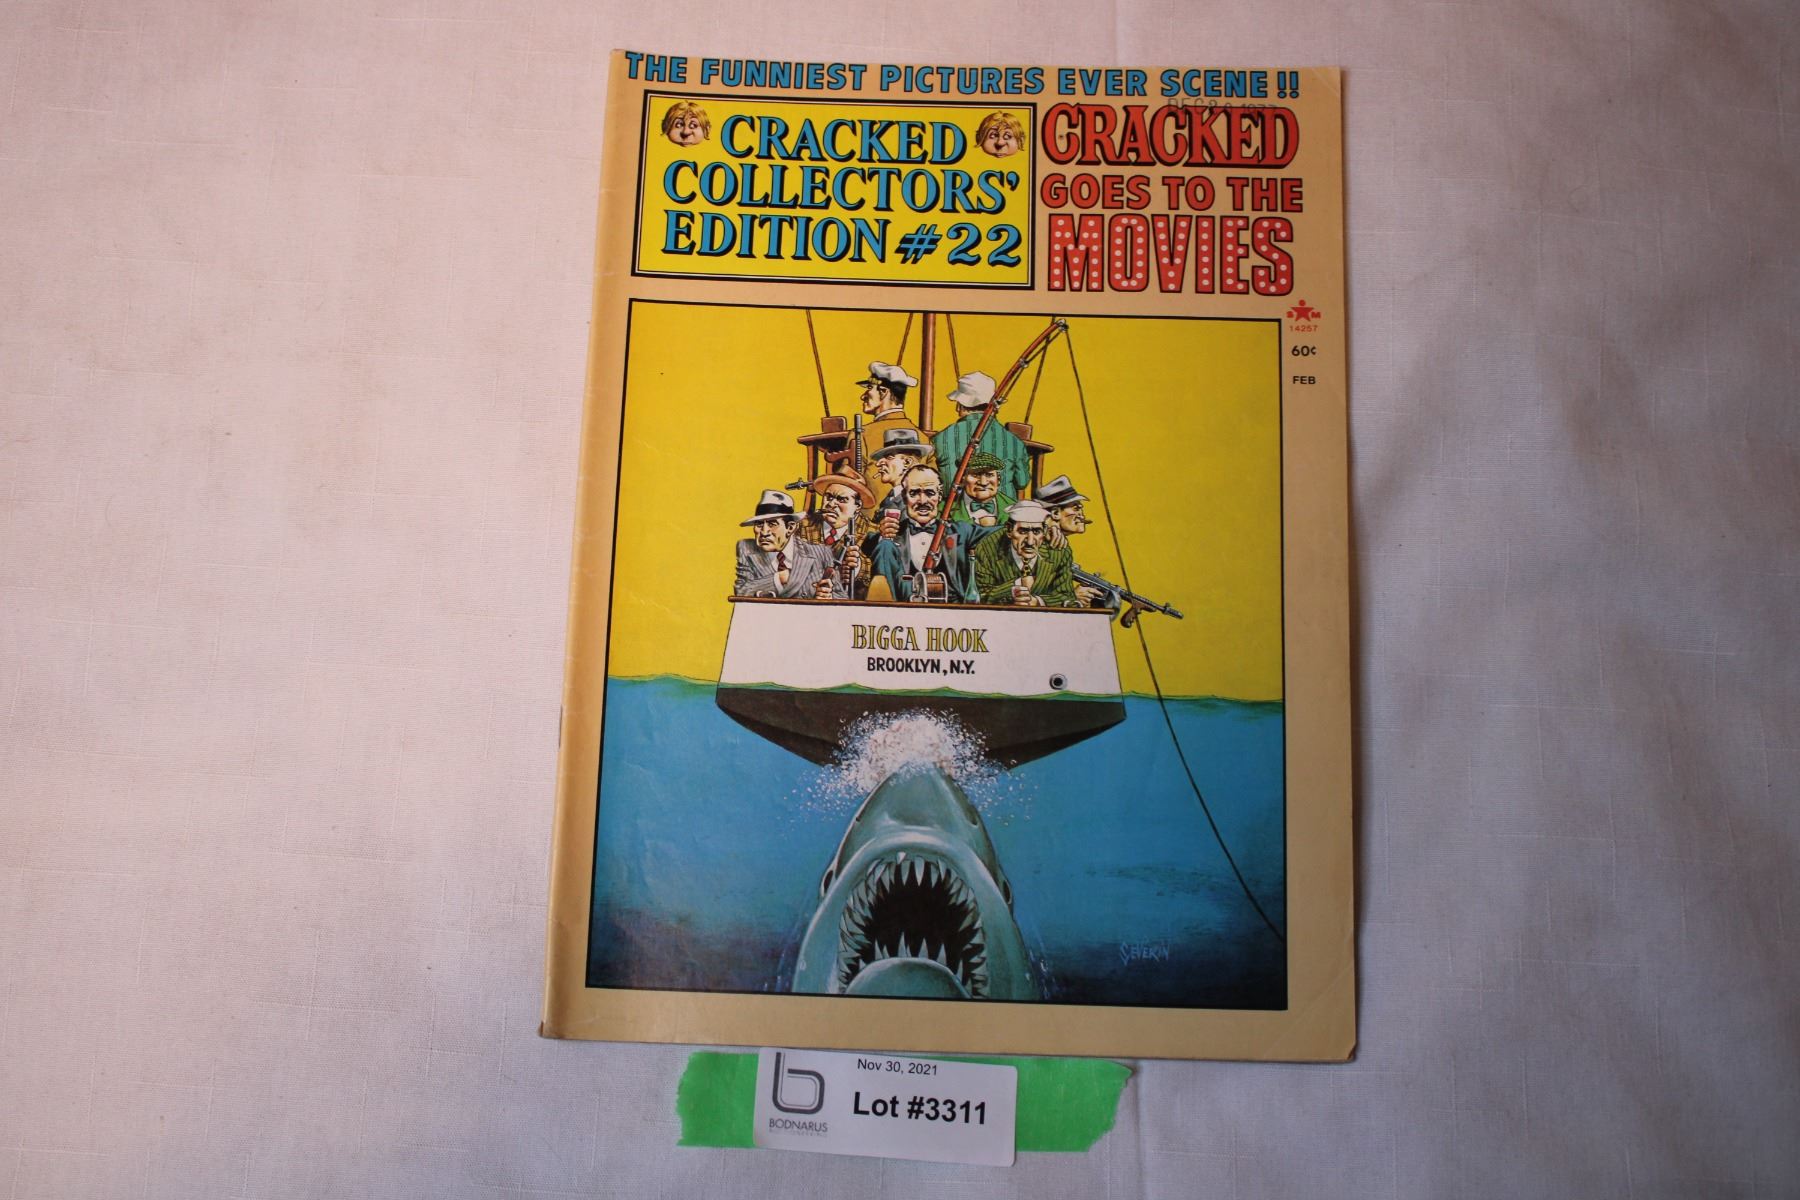 THE FUNNIEST PICTURES EVER SCENE!!
CRACKED
COLLECTORS'
EDITION #22
CRACKED
GOES TO THE
MOVIES
S M
14257
60¢
FEB
BIGGA HOOK
BROOKLYN, N.Y.
SEVERIN
Nov 30, 2021
Lot #3311
BODNARUS